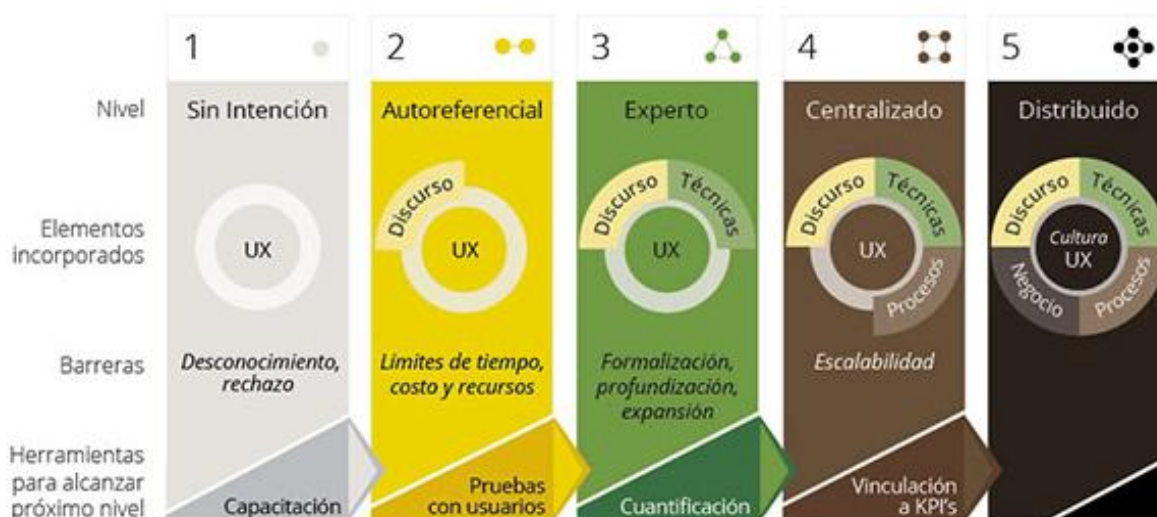 1
2
3
4
5
Nivel
Sin Intención
Autoreferencial
Experto
Centralizado
Distribuido
Elementos
incorporados
UX
Discurso
UX
Discurso
Técnicas
UX
Discurso
Técnicas
Procesos
UX
Discurso
Técnicas
Negocio
Procesos
Cultura
UX
Barreras
Desconocimiento,
rechazo
Límites de tiempo,
costo y recursos
Formalización,
profundización,
expansión
Escalabilidad
Herramientas
para alcanzar
próximo nivel
Capacitación
Pruebas
con usuarios
Cuantificación
Vinculación
a KPI's